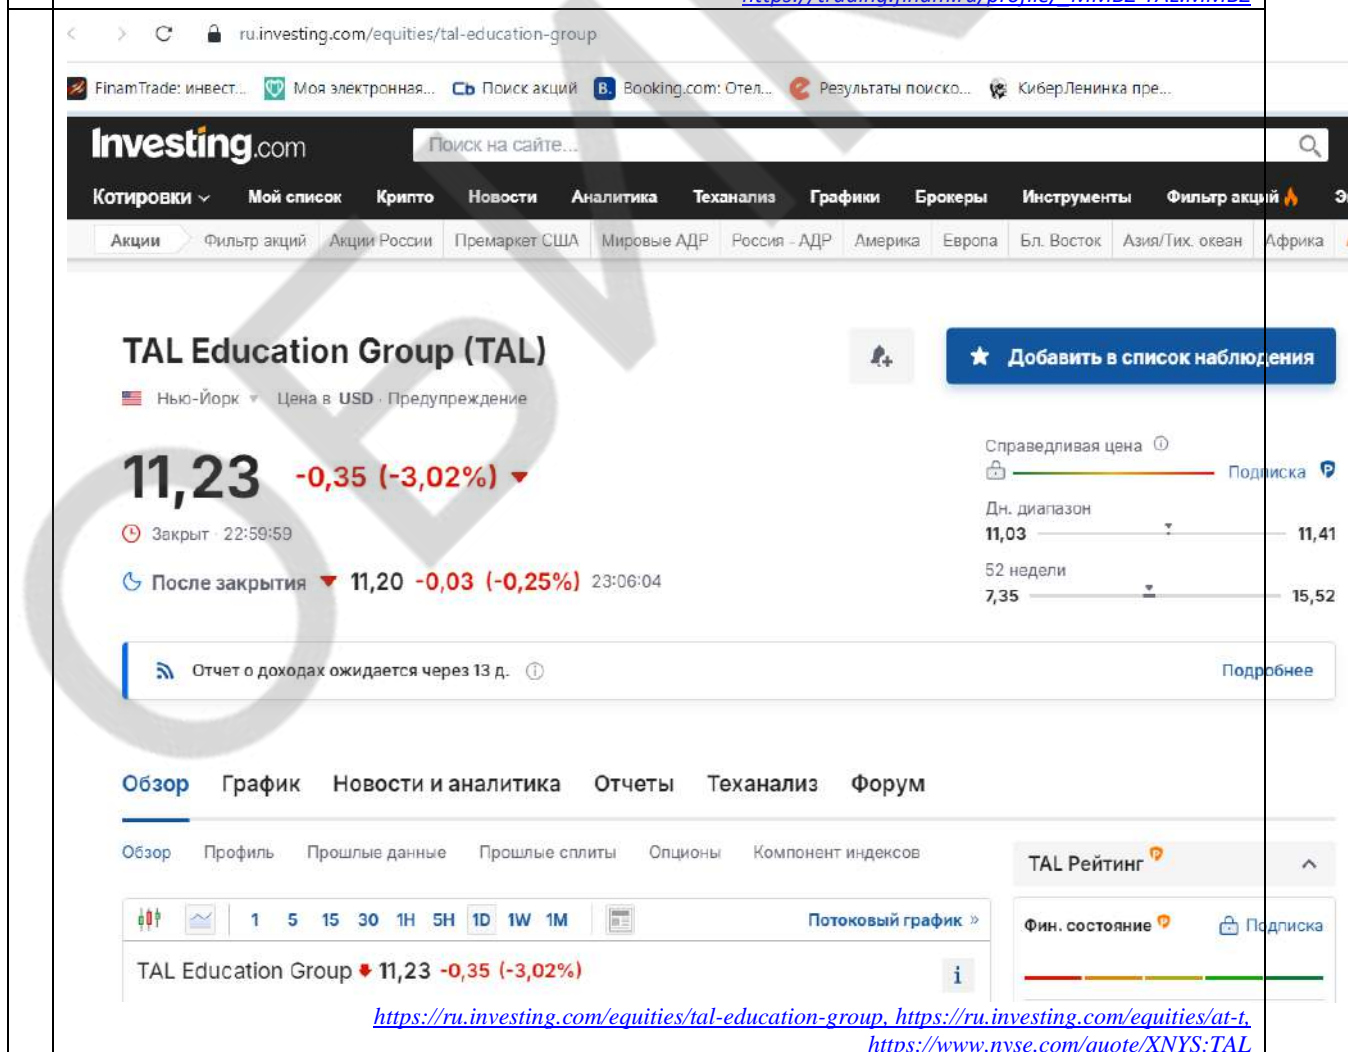 https://trading.finam.ru/profile/_MMBZ-TAL.MMBZ
ru.investing.com/equities/tal-education-group
FinamTrade: инвест... Моя электронная... Cb Поиск акций B. Booking.com: Отел... Результаты поиско... КиберЛенинка пре...
Investing.com Поиск на сайте...
Котировки Мой список Крипто Новости Аналитика Теханализ Графики Брокеры Инструменты Фильтр акций
Акции Фильтр акций Акции России Премаркет США Мировые АДР Россия - АДР Америка Европа Бл. Восток Азия/Тих. океан Африка
TAL Education Group (TAL)
Добавить в список наблюдения
Нью-Йорк Цена в USD · Предупреждение
11,23 -0,35 (-3,02%)
Справедливая цена
Подписка
Закрыт · 22:59:59
Дн. диапазон
11,03 11,41
После закрытия 11,20 -0,03 (-0,25%) 23:06:04
52 недели
7,35 15,52
Отчет о доходах ожидается через 13 д. Подробнее
Обзор График Новости и аналитика Отчеты Теханализ Форум
Обзор Профиль Прошлые данные Прошлые сплиты Опционы Компонент индексов
TAL Рейтинг
1 5 15 30 1H 5H 1D 1W 1M Потоковый график »
Фин. состояние Подписка
TAL Education Group 11,23 -0,35 (-3,02%)
https://ru.investing.com/equities/tal-education-group, https://ru.investing.com/equities/at-t,
https://www.nyse.com/quote/XNYS:TAL